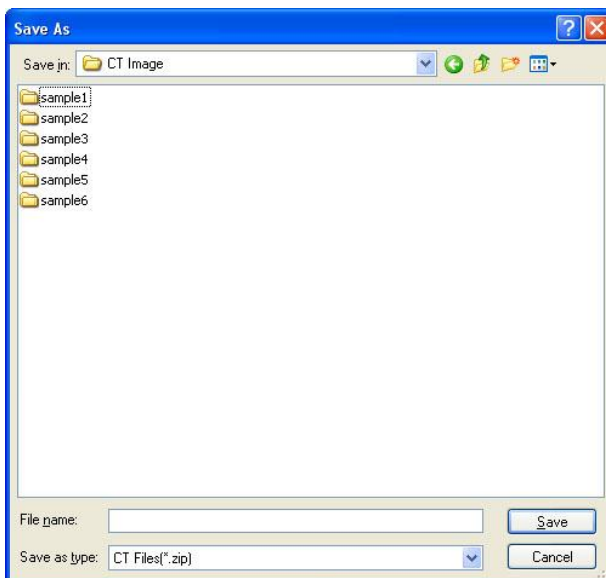 Save As
Save in: CT Image
sample1
sample2
sample3
sample4
sample5
sample6
File name:
Save
Save as type: CT Files(*.zip)
Cancel